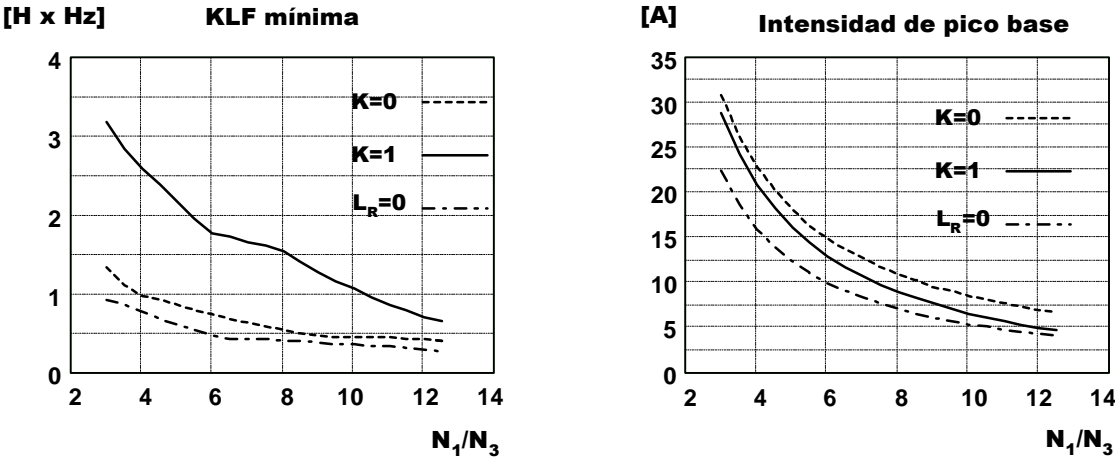 [H x Hz]
KLF mínima
4
3
2
1
0
2 4 6 8 10 12 14
K=0
K=1
L_R=0
N_1/N_3
[A]
Intensidad de pico base
35
30
25
20
15
10
5
0
2 4 6 8 10 12 14
K=0
K=1
L_R=0
N_1/N_3